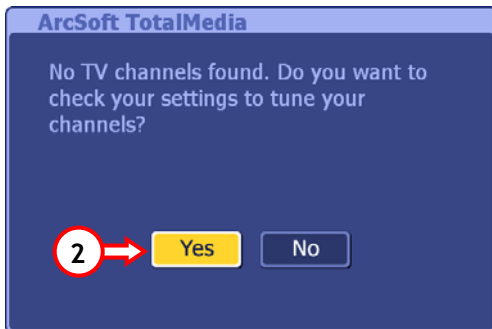 ArcSoft TotalMedia
No TV channels found. Do you want to
check your settings to tune your
channels?
2 Yes No